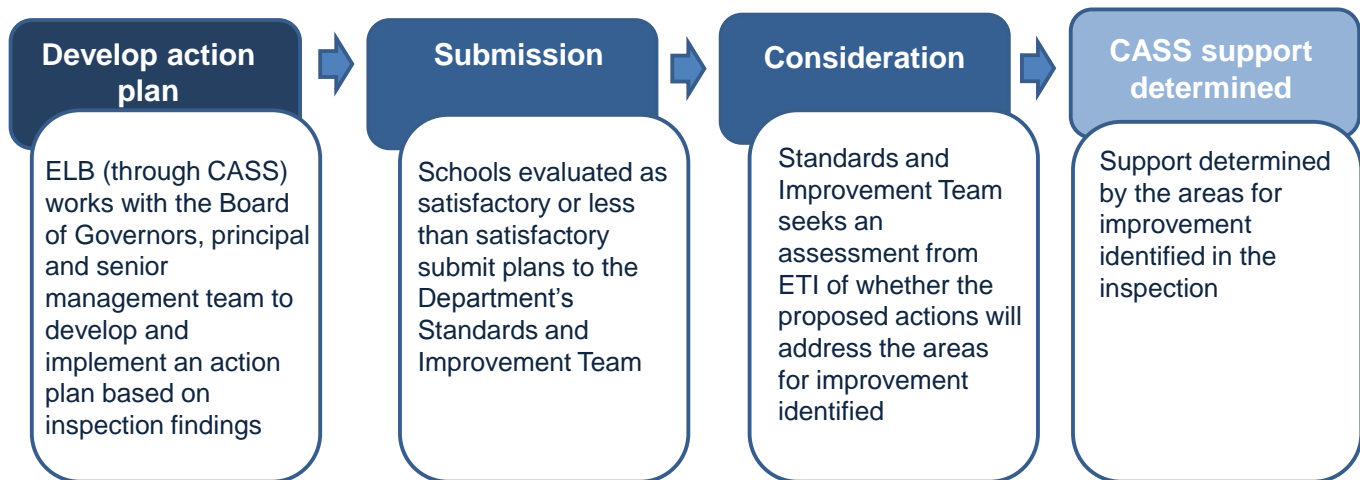 Develop action
plan
ELB (through CASS)
works with the Board
of Governors, principal
and senior
management team to
develop and
implement an action
plan based on
inspection findings
Submission
Schools evaluated as
satisfactory or less
than satisfactory
submit plans to the
Department's
Standards and
Improvement Team
Consideration
Standards and
Improvement Team
seeks an
assessment from
ETI of whether the
proposed actions will
address the areas
for improvement
identified
CASS support
determined
Support determined
by the areas for
improvement
identified in the
inspection